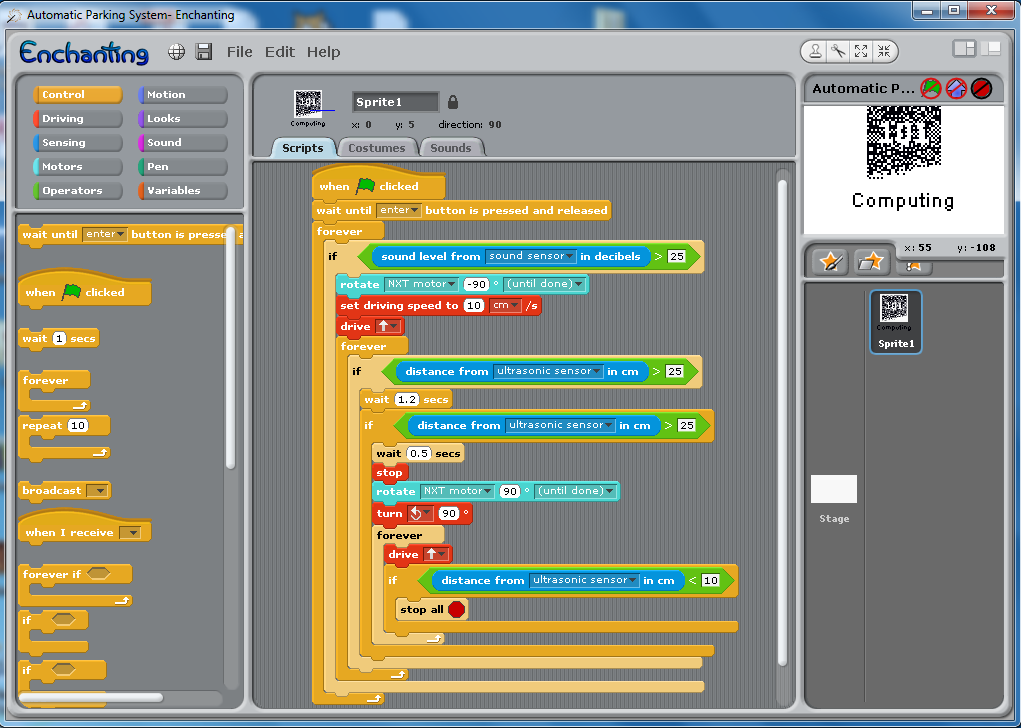 Automatic Parking System- Enchanting
Enchanting
File Edit Help
Control Motion
Driving Looks
Sensing Sound
Motors Pen
Operators Variables
wait until enter button is presse a
when clicked
wait 1 secs
forever
repeat 10
broadcast
when I receive
forever if
if
if
101
Computing
Sprite1
x: 0 y: 5 direction: 90
Scripts Costumes Sounds
when clicked
wait until enter button is pressed and released
forever
if sound level from sound sensor in decibels > 25
rotate NXT motor -90 ° (until done)
set driving speed to 10 cm /s
drive
forever
if distance from ultrasonic sensor in cm > 25
wait 1.2 secs
if distance from ultrasonic sensor in cm > 25
wait 0.5 secs
stop
rotate NXT motor 90 ° (until done)
turn 90 °
forever
drive
if distance from ultrasonic sensor in cm < 10
stop all
Automatic P...
101
Computing
x: 55 y: -108
Computing
Sprite1
Stage